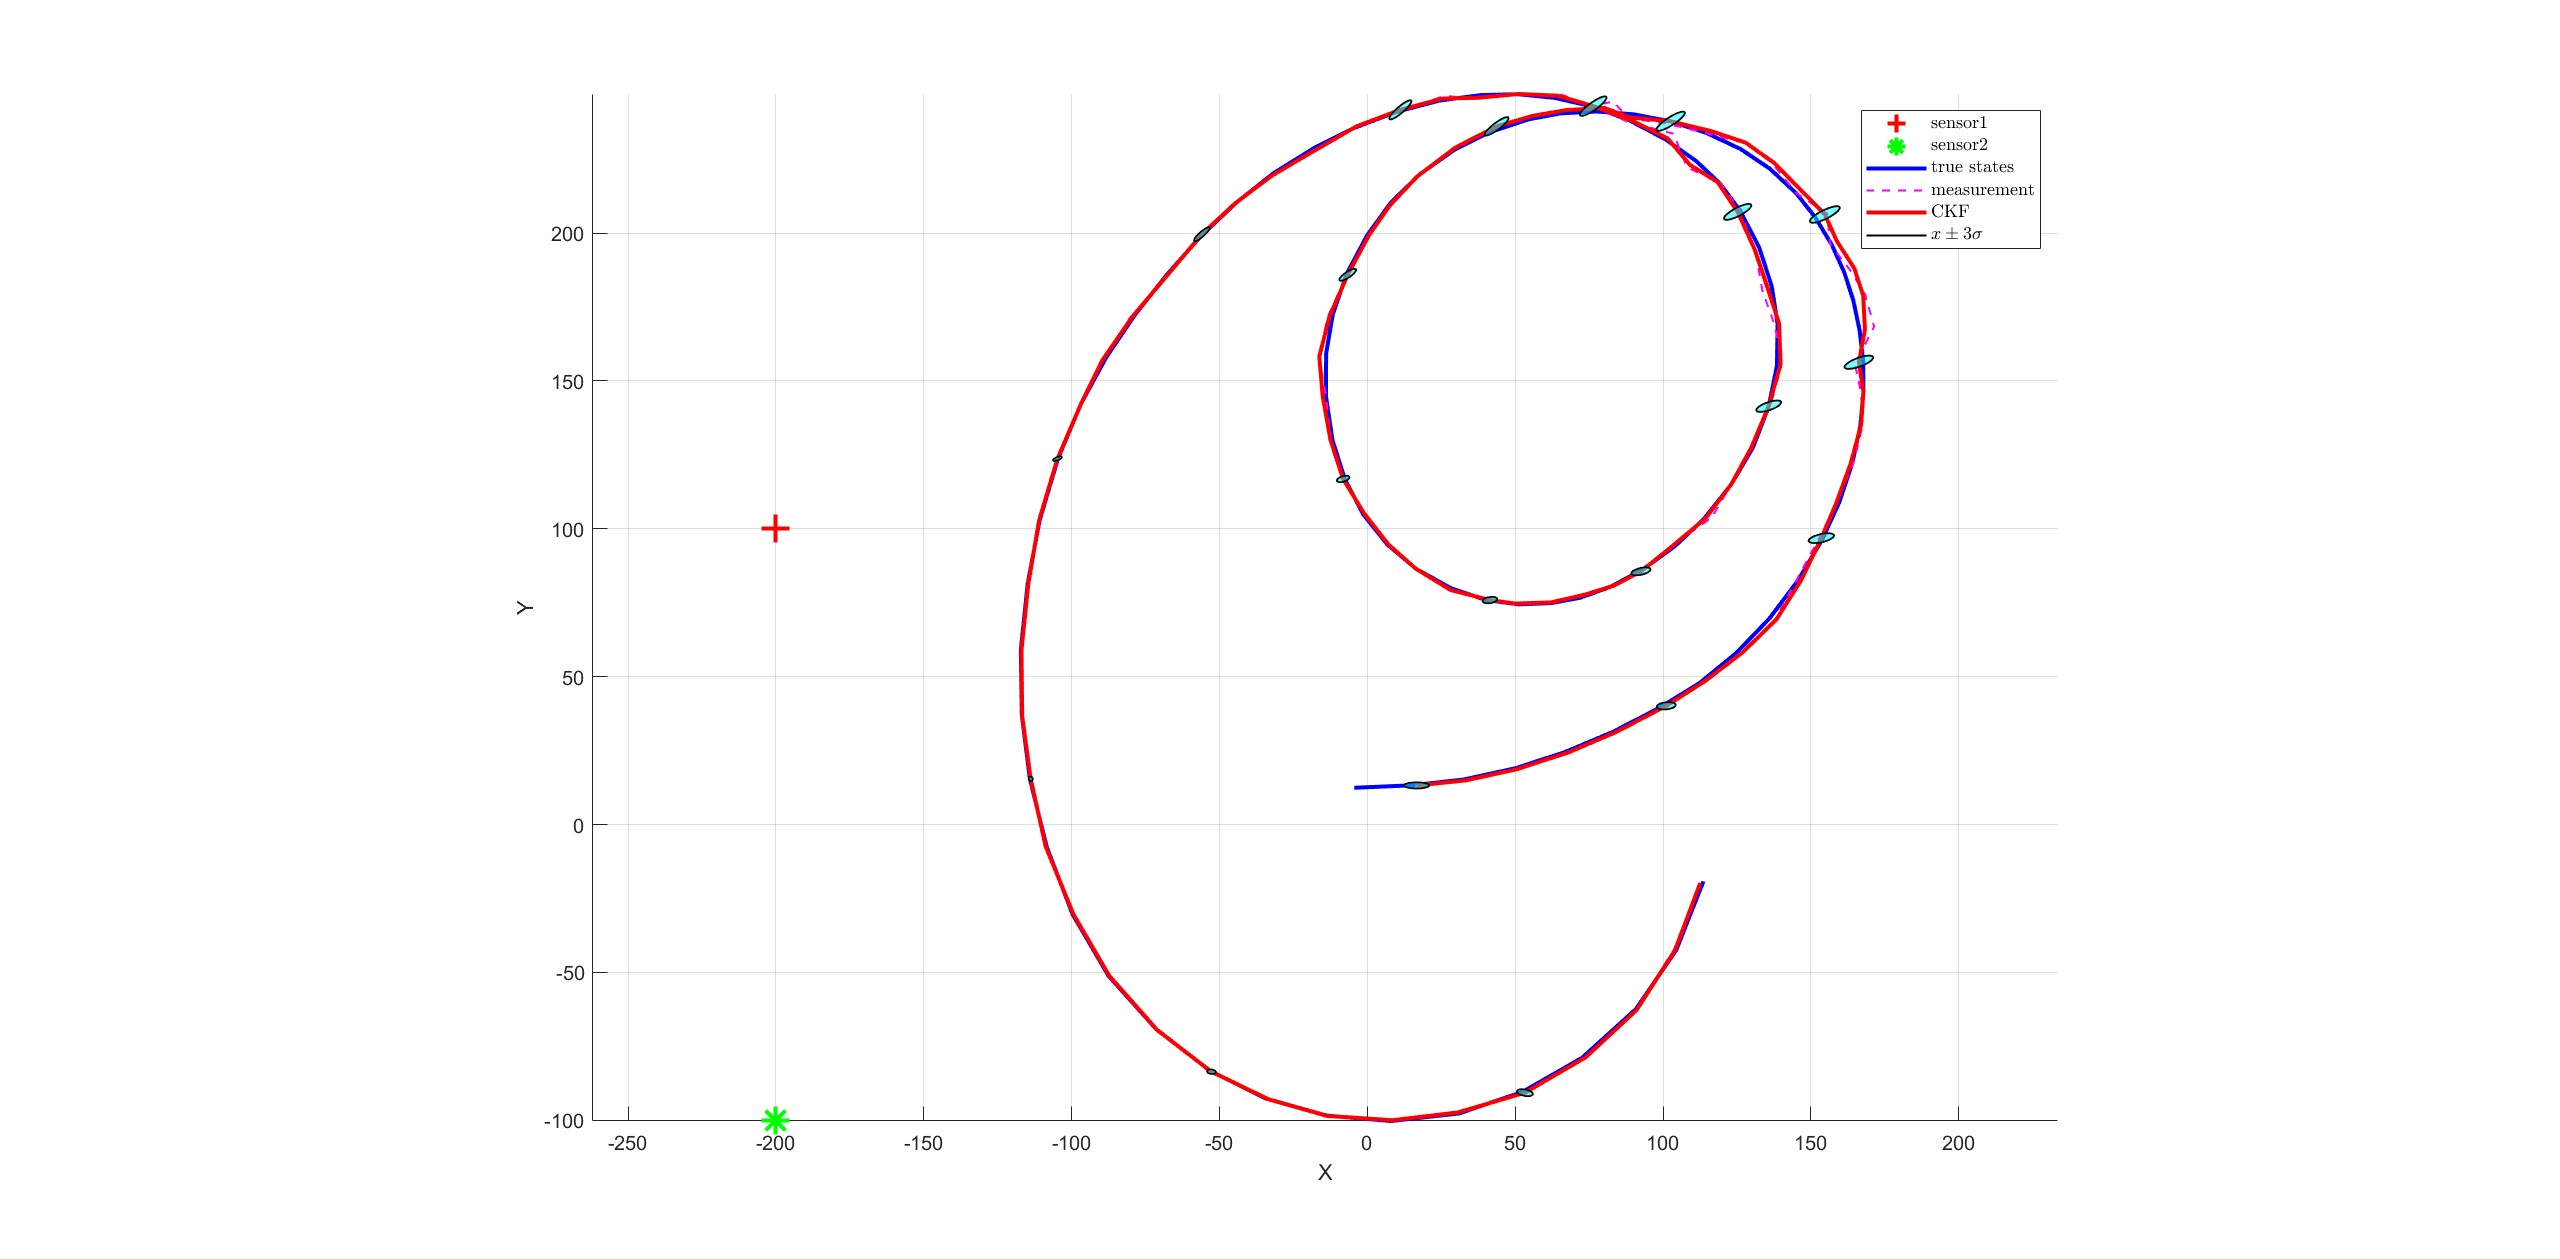 sensor1
sensor2
true states
measurement
CKF
x ± 3σ
200
150
100
50
0
-50
-100
Y
-250 -200 -150 -100 -50 0 50 100 150 200
X